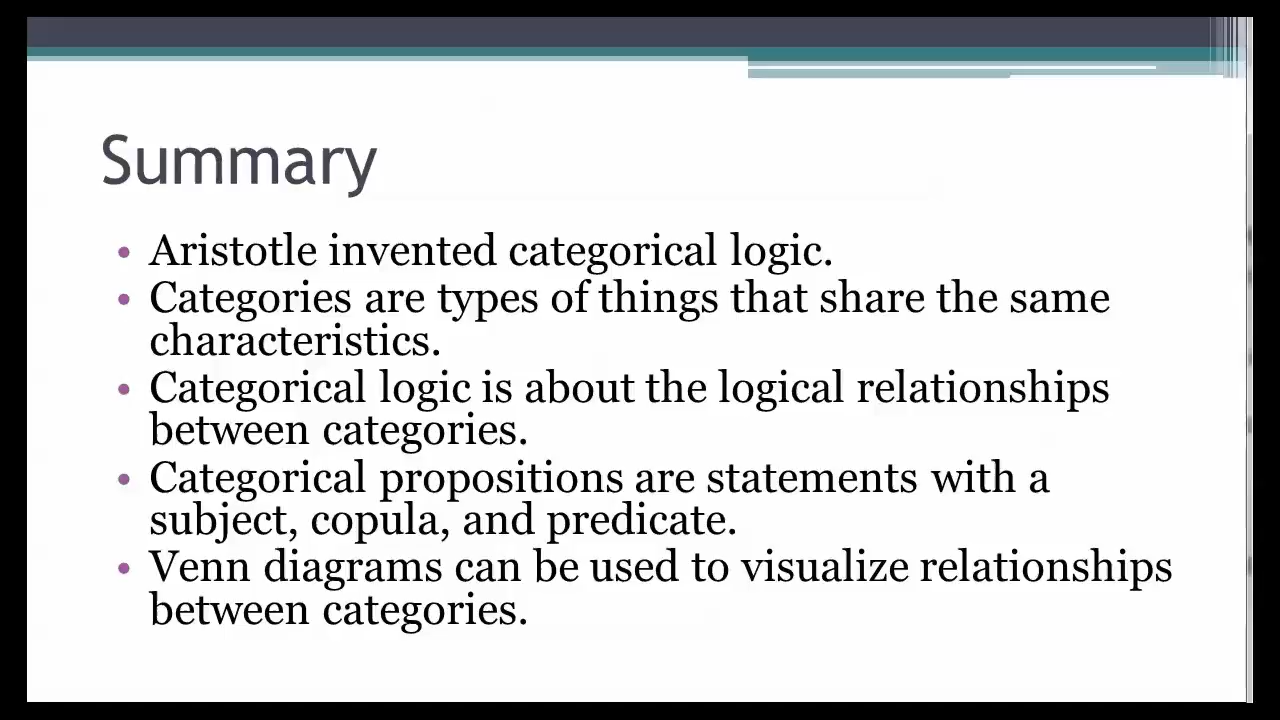 Summary
• Aristotle invented categorical logic.
• Categories are types of things that share the same
characteristics.
• Categorical logic is about the logical relationships
between categories.
• Categorical propositions are statements with a
subject, copula, and predicate.
• Venn diagrams can be used to visualize relationships
between categories.